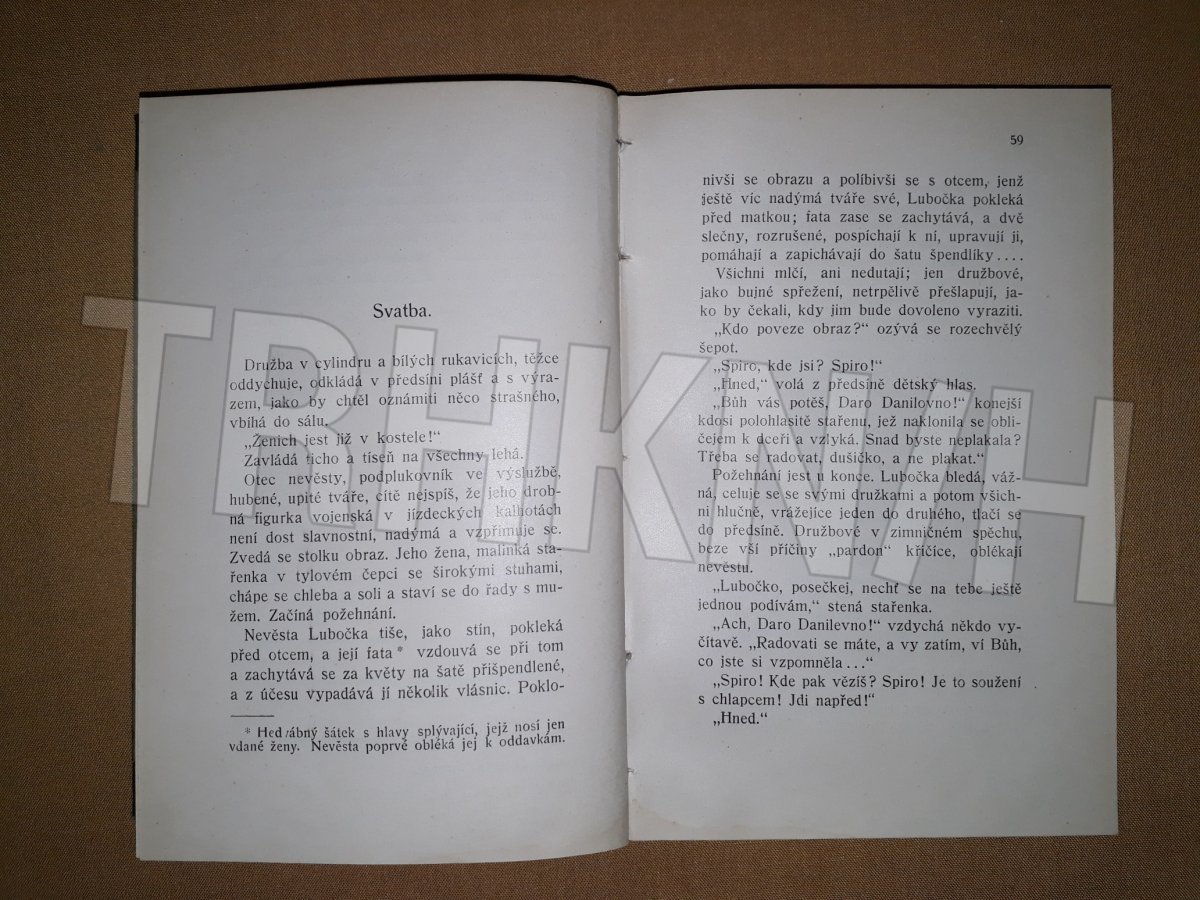 Svatba.
Družba v cylindru a bílých rukavicích, těžce
oddychuje, odkládá v předsíni plášť a s výra-
zem, jako by chtěl oznámiti něco strašného,
vbíhá do sálu.
„Ženich jest již v kostele!“
Zavládá ticho a tíseň na všechny lehá.
Otec nevěsty, podplukovník ve výslužbě,
hubené, upité tváře, cítě nejspíš, že jeho drob-
ná figurka vojenská v jízdeckých kalhotách
není dost slavnostní, nadýmá a vzpřimuje se.
Zvedá se stolku obraz. Jeho žena, malinká sta-
řenka v tylovém čepci se širokými stuhami,
chápe se chleba a soli a staví se do řady s mu-
žem. Začíná požehnání.
Nevěsta Lubočka tiše, jako stín, pokleká
před otcem, a její fata* vzdouvá se při tom
a zachytává se za květy na šatě přišpendlené,
a z účesu vypadává jí několik vlásnic. Poklo-
* Hedvábný šátek s hlavy splývající, jejž nosí jen
vdané ženy. Nevěsta poprvé obléká jej k oddavkám.
59
nivši se obrazu a políbivši se s otcem, jenž
ještě víc nadýmá tváře své, Lubočka pokleká
před matkou; fata zase se zachytává, a dvě
slečny, rozrušené, pospíchají k ní, upravují ji,
pomáhají a zapichávají do šatu špendlíky....
Všichni mlčí, ani nedutají; jen družbové,
jako bujné spřežení, netrpělivě přešlapují, ja-
ko by čekali, kdy jim bude dovoleno vyraziti.
„Kdo poveze obraz?“ ozývá se rozechvělý
šepot.
„Spiro, kde jsi? Spiro!“
„Hned,“ volá z předsíně dětský hlas.
„Bůh vás potěš, Daro Danilovno!“ konejší
kdosi polohlasitě stařenu, jež naklonila se obli-
čejem k dceři a vzlyká. Snad byste neplakala?
Třeba se radovat, dušičko, a ne plakat.“
Požehnání jest u konce. Lubočka bledá, váž-
ná, celuje se se svými družkami a potom všich-
ni hlučně, vrážejíce jeden do druhého, tlačí se
do předsíně. Družbové v zimničném spěchu,
beze vší příčiny „pardon“ křičíce, oblékají
nevěstu.
„Lubočko, posečkej, nechť se na tebe ještě
jednou podívám,“ stená stařenka.
„Ach, Daro Danilevno!“ vzdychá někdo vy-
čítavě. „Radovati se máte, a vy zatím, ví Bůh,
co jste si vzpomněla...“
„Spiro! Kde pak vězíš? Spiro! Je to soužení
s chlapcem! Jdi napřed!“
„Hned.“